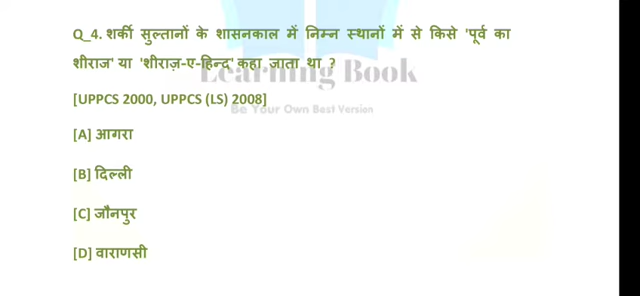 Q_4. शर्की सुल्तानों के शासनकाल में निम्न स्थानों में से किसे 'पूर्व का
शीराज' या 'शीराज़-ए-हिन्द' कहा जाता था ?
Learning Book
[UPPCS 2000, UPPCS (LS) 2008]
Be Your Own Best Version
[A] आगरा
[B] दिल्ली
[C] जौनपुर
[D] वाराणसी